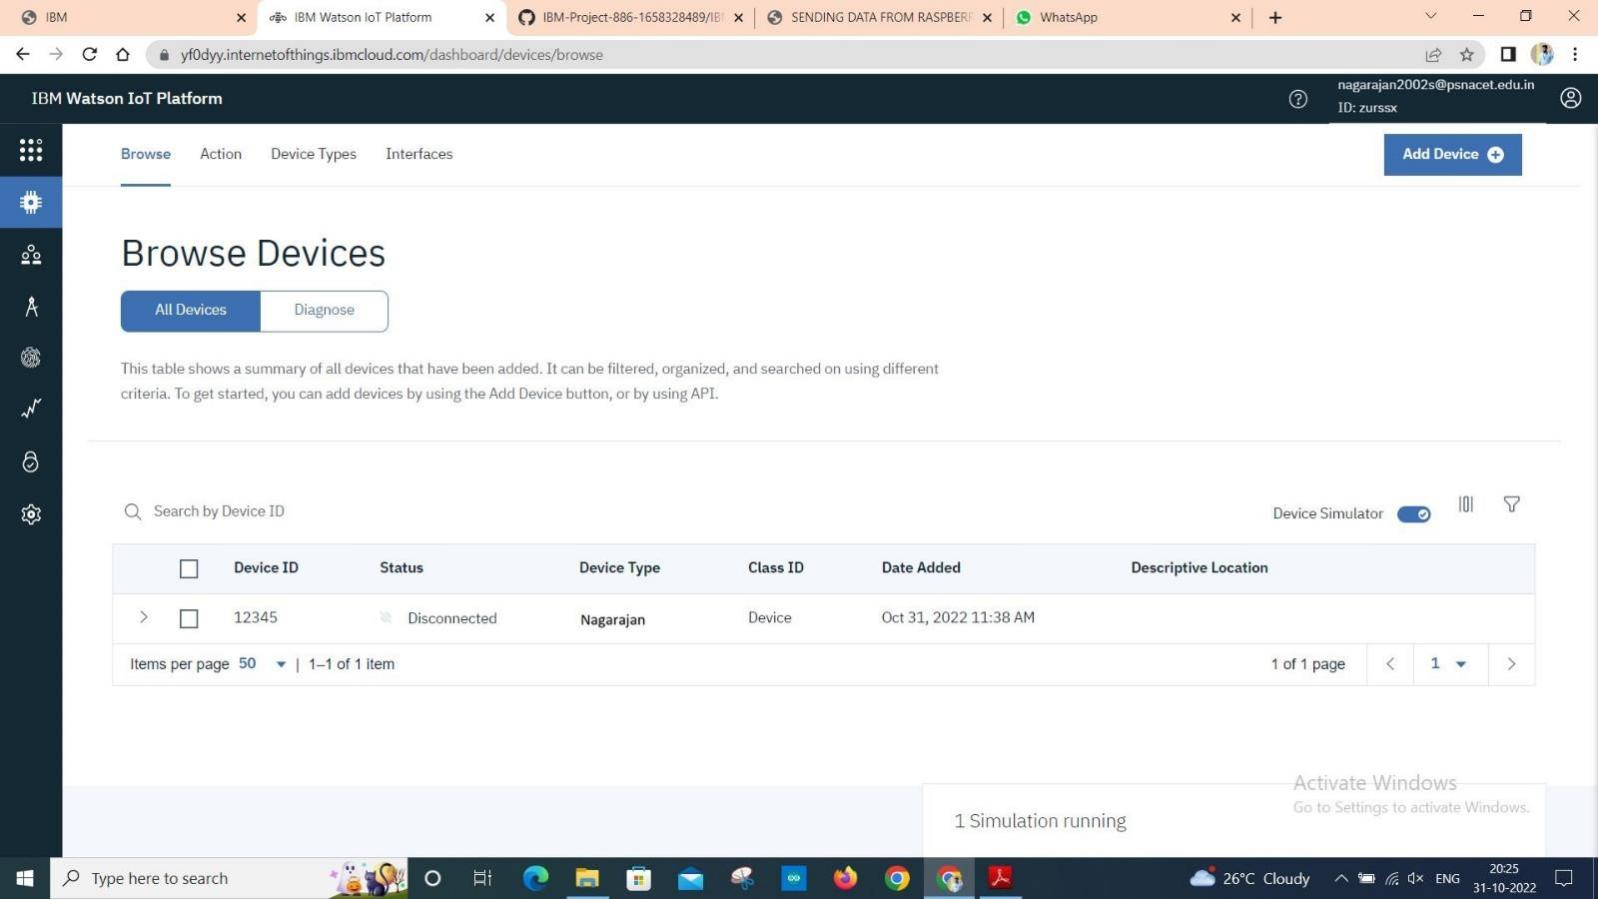 IBM
IBM Watson IoT Platform
IBM-Project-886-1658328489/IB
SENDING DATA FROM RASPBERR
WhatsApp
yf0dyy.internetofthings.ibmcloud.com/dashboard/devices/browse
IBM Watson IoT Platform
nagarajan2002s@psnacet.edu.in
ID: zurssx
Browse Action Device Types Interfaces
Add Device
Browse Devices
All Devices Diagnose
This table shows a summary of all devices that have been added. It can be filtered, organized, and searched on using different
criteria. To get started, you can add devices by using the Add Device button, or by using API.
Search by Device ID
Device Simulator
Device ID Status Device Type Class ID Date Added Descriptive Location
12345 Disconnected Nagarajan Device Oct 31, 2022 11:38 AM
Items per page 50 | 1–1 of 1 item
1 of 1 page 1
Activate Windows
Go to Settings to activate Windows.
1 Simulation running
Type here to search
26°C Cloudy
ENG
20:25
31-10-2022